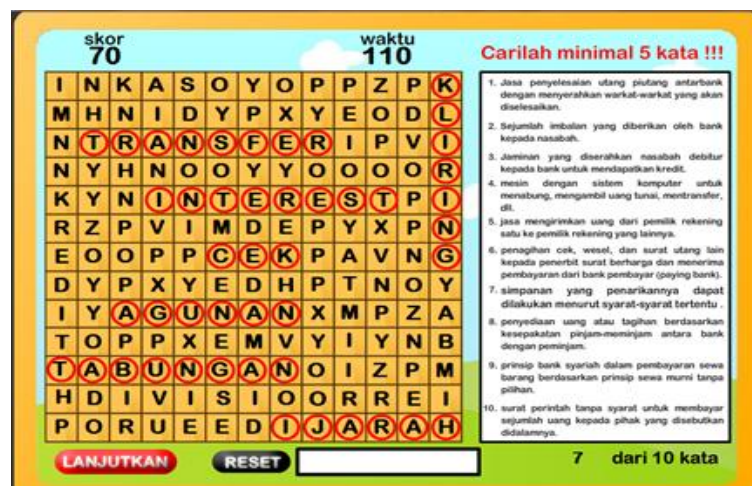 skor
70
waktu
110
Carilah minimal 5 kata !!!
I N K A S O Y O P P Z P K
M H N I D Y P X Y E O D L
N T R A N S F E R I P V I
N Y H N O O Y Y O O O O R
K Y N I N T E R E S T P I
R Z P V I M D E P Y X P N
E O O P P C E K P A V N G
D Y P X Y E D H P T N O Y
I Y A G U N A N X M P Z A
T O P P X E M V Y I Y N B
T A B U N G A N O I Z P M
H D I V I S I O O R R E I
P O R U E E D I J A R A H
1. Jasa penyelesaian utang piutang antarbank
dengan menyerahkan warkat-warkat yang akan
diselesaikan.
2. Sejumlah imbalan yang diberikan oleh bank
kepada nasabah.
3. Jaminan yang diserahkan nasabah debitur
kepada bank untuk mendapatkan kredit.
4. mesin dengan sistem komputer untuk
menabung, mengambil uang tunai, mentransfer,
dll.
5. jasa mengirimkan uang dari pemilik rekening
satu ke pemilik rekening yang lainnya.
6. penagihan cek, wesel, dan surat utang lain
kepada penerbit surat berharga dan menerima
pembayaran dari bank pembayar (paying bank).
7. simpanan yang penarikannya dapat
dilakukan menurut syarat-syarat tertentu .
8. penyediaan uang atau tagihan berdasarkan
kesepakatan pinjam-meminjam antara bank
dengan peminjam.
9. prinsip bank syariah dalam pembayaran sewa
barang berdasarkan prinsip sewa murni tanpa
pilihan.
10. surat perintah tanpa syarat untuk membayar
sejumlah uang kepada pihak yang disebutkan
didalamnya.
LANJUTKAN
RESET
7 dari 10 kata